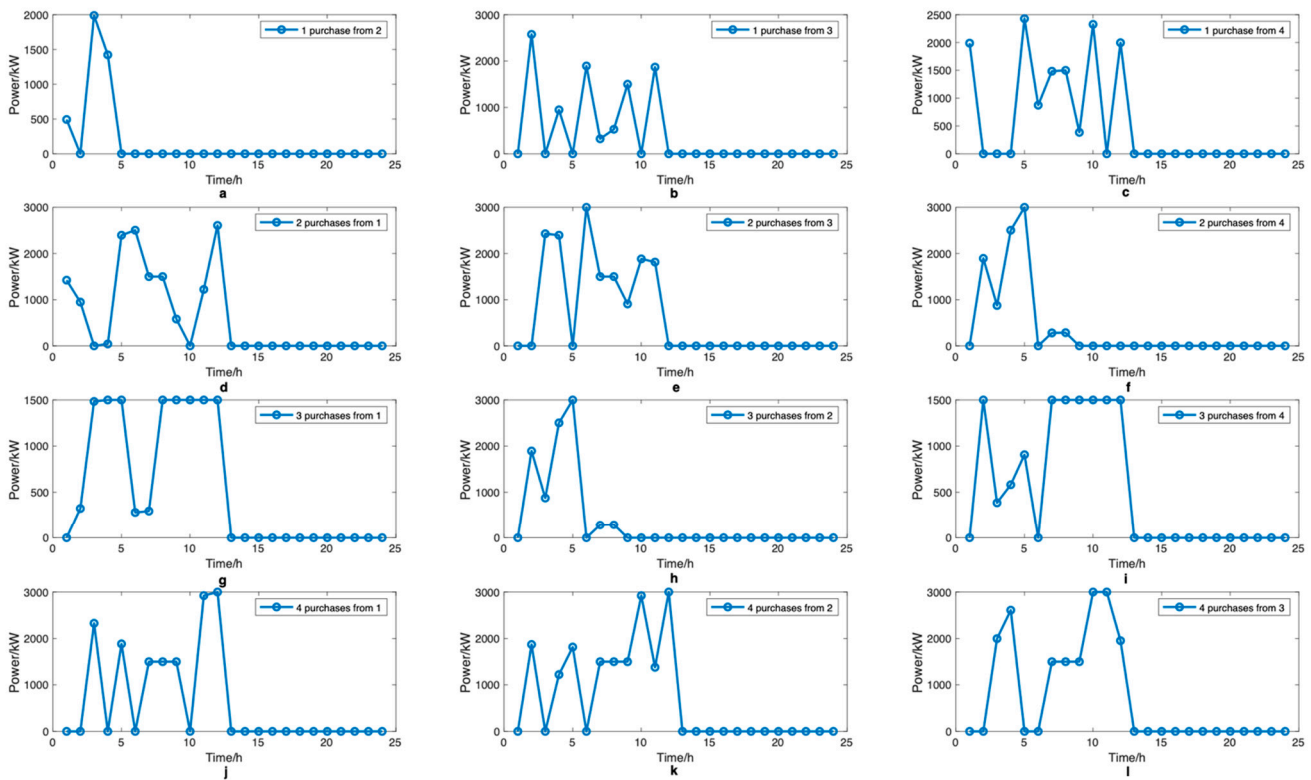 2000
1500
1000
500
0
Power/kW
1 purchase from 2
0 5 10 15 20 25
Time/h
a
3000
2000
1000
0
Power/kW
1 purchase from 3
0 5 10 15 20 25
Time/h
b
2500
2000
1500
1000
500
0
Power/kW
1 purchase from 4
0 5 10 15 20 25
Time/h
c
3000
2000
1000
0
Power/kW
2 purchases from 1
0 5 10 15 20 25
Time/h
d
3000
2000
1000
0
Power/kW
2 purchases from 3
0 5 10 15 20 25
Time/h
e
3000
2000
1000
0
Power/kW
2 purchases from 4
0 5 10 15 20 25
Time/h
f
1500
1000
500
0
Power/kW
3 purchases from 1
0 5 10 15 20 25
Time/h
g
3000
2000
1000
0
Power/kW
3 purchases from 2
0 5 10 15 20 25
Time/h
h
1500
1000
500
0
Power/kW
3 purchases from 4
0 5 10 15 20 25
Time/h
i
3000
2000
1000
0
Power/kW
4 purchases from 1
0 5 10 15 20 25
Time/h
j
3000
2000
1000
0
Power/kW
4 purchases from 2
0 5 10 15 20 25
Time/h
k
3000
2000
1000
0
Power/kW
4 purchases from 3
0 5 10 15 20 25
Time/h
l